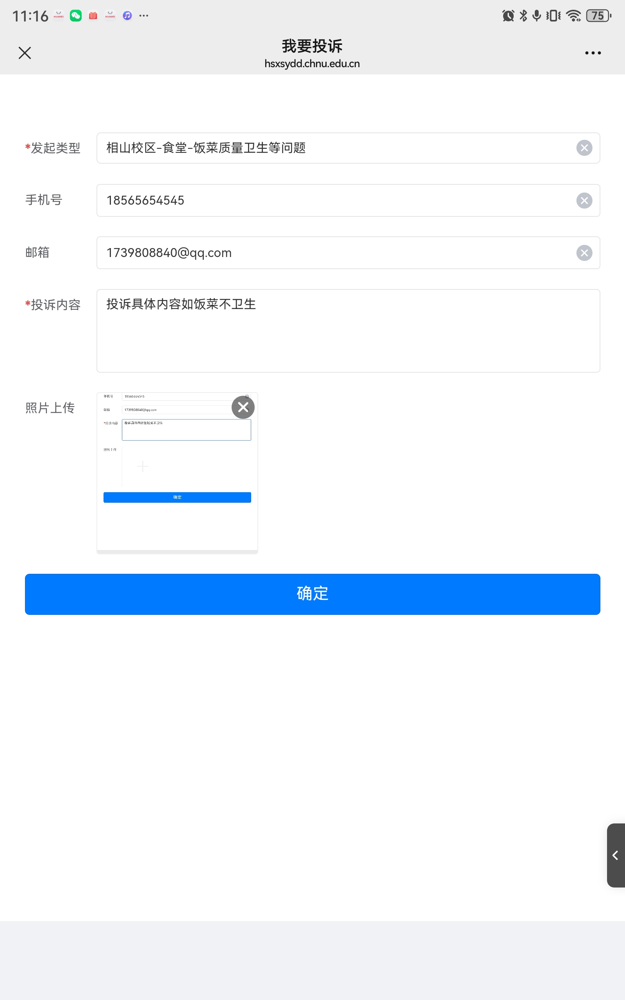 11:16
HUAWEI
HUAWEI
75
我要投诉
hsxsydd.chnu.edu.cn
*发起类型
相山校区-食堂-饭菜质量卫生等问题
手机号
18565654545
邮箱
1739808840@qq.com
*投诉内容
投诉具体内容如饭菜不卫生
照片上传
手机号
18565654545
邮箱
1739808840@qq.com
*投诉内容
投诉具体内容如饭菜不卫生
照片上传
确定
确定